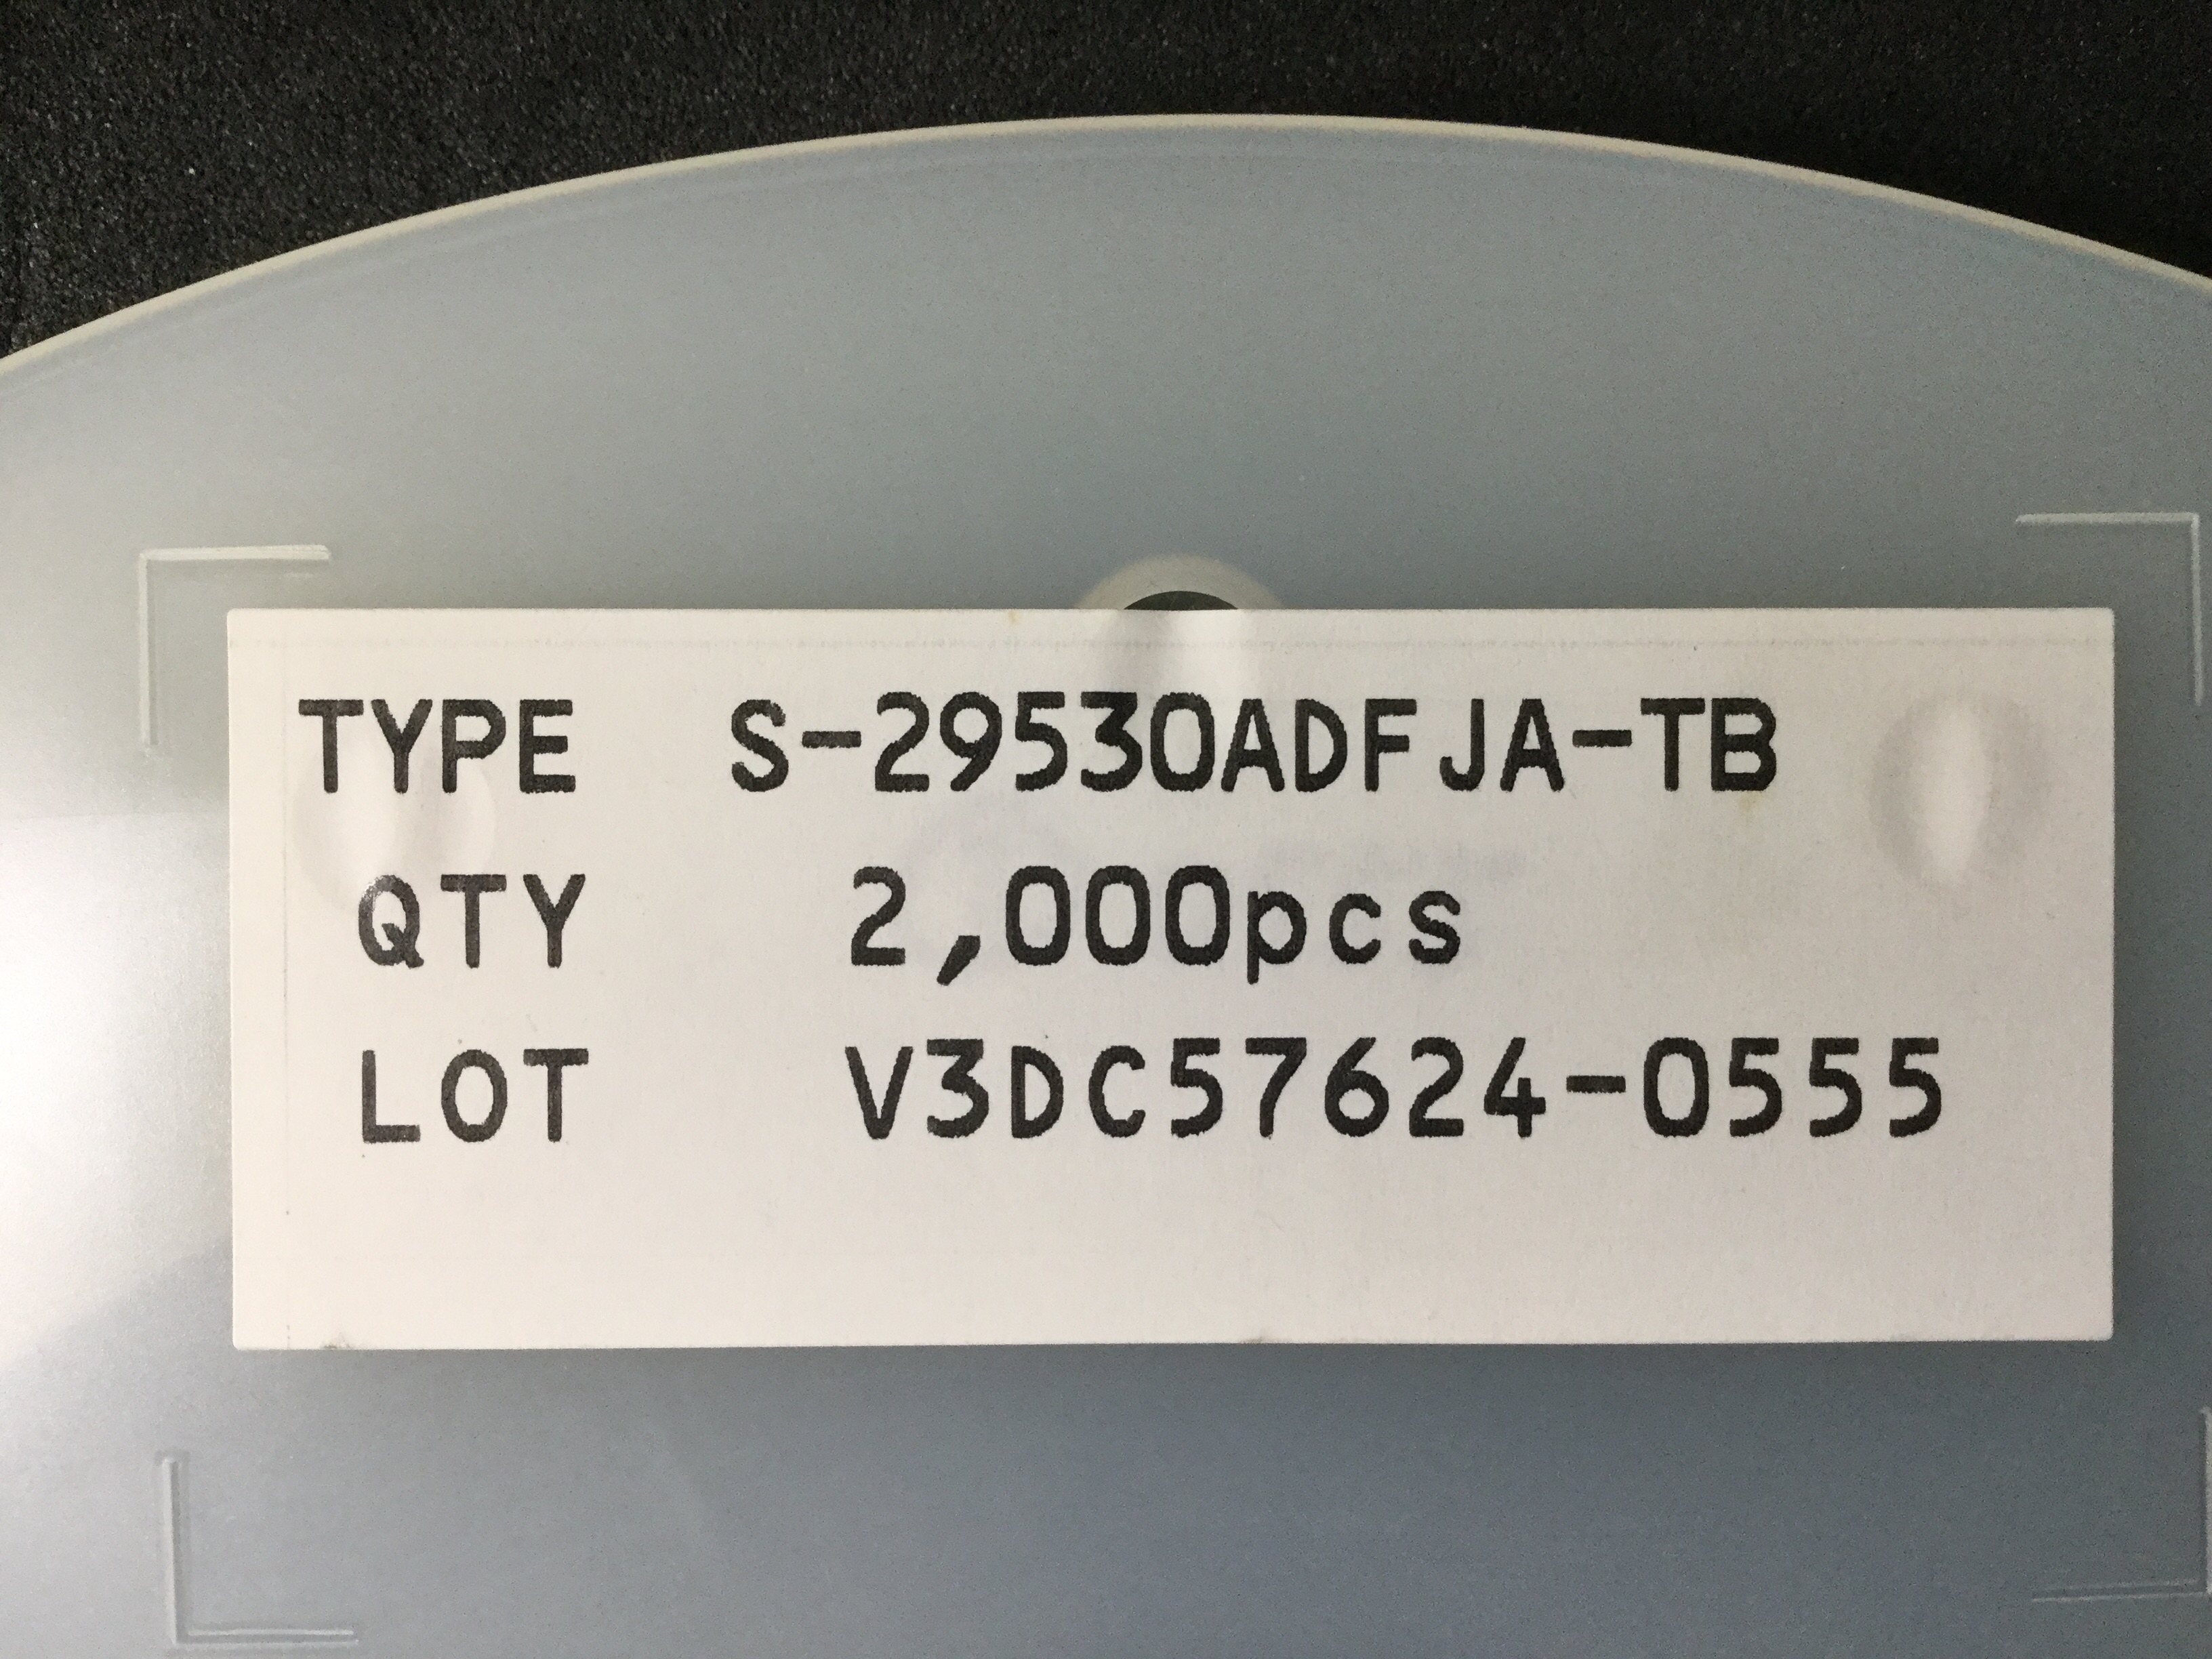 TYPE S-29530ADFJA-TB
QTY 2,000pcs
LOT V3DC57624-0555